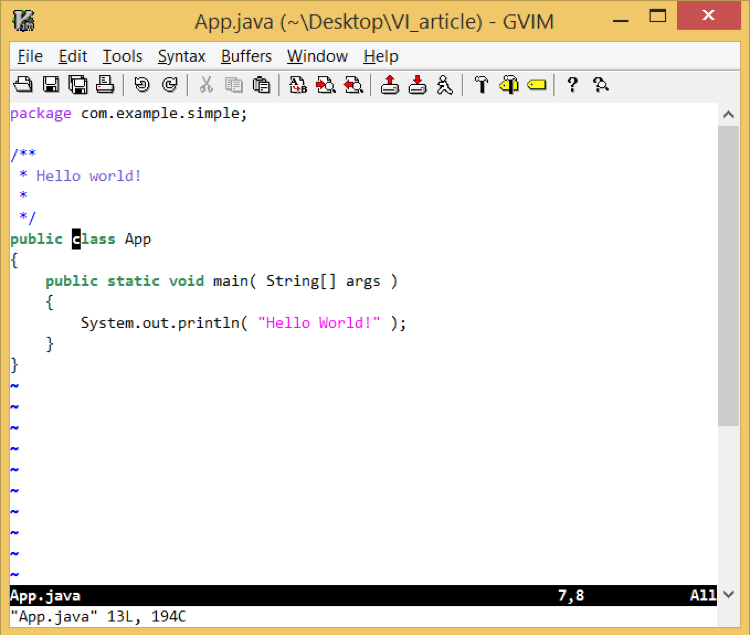 App.java (~\Desktop\VI_article) - GVIM
File Edit Tools Syntax Buffers Window Help
package com.example.simple;
/**
 * Hello world!
 *
 */
public class App
{
    public static void main( String[] args )
    {
        System.out.println( "Hello World!" );
    }
}
~
~
~
~
~
~
~
~
~
~
App.java 7,8 All
"App.java" 13L, 194C